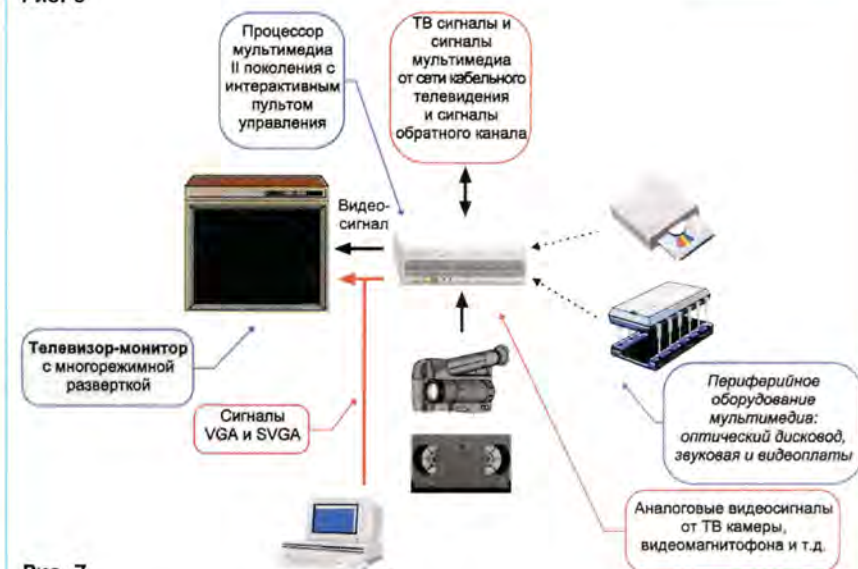 Процессор
мультимедиа
II поколения с
интерактивным
пультом
управления
ТВ сигналы и
сигналы
мультимедиа
от сети кабельного
телевидения
и сигналы
обратного канала
Видео-
сигнал
Телевизор-монитор
с многорежимной
разверткой
Сигналы
VGA и SVGA
Периферийное
оборудование
мультимедиа:
оптический дисковод,
звуковая и видеоплаты
Аналоговые видеосигналы
от ТВ камеры,
видеомагнитофона и т.д.